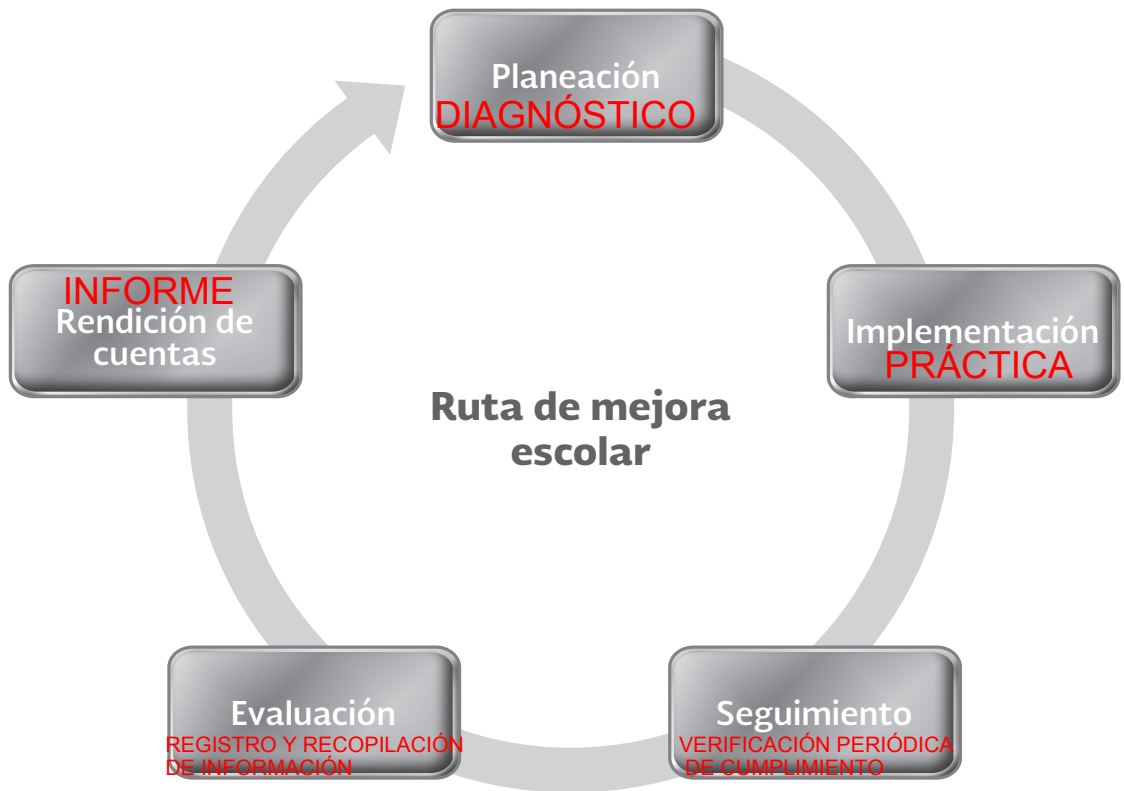 Planeación
DIAGNÓSTICO
INFORME
Rendición de
cuentas
Implementación
PRÁCTICA
Ruta de mejora
escolar
Evaluación
REGISTRO Y RECOPILACIÓN
DE INFORMACIÓN
Seguimiento
VERIFICACIÓN PERIÓDICA
DE CUMPLIMIENTO